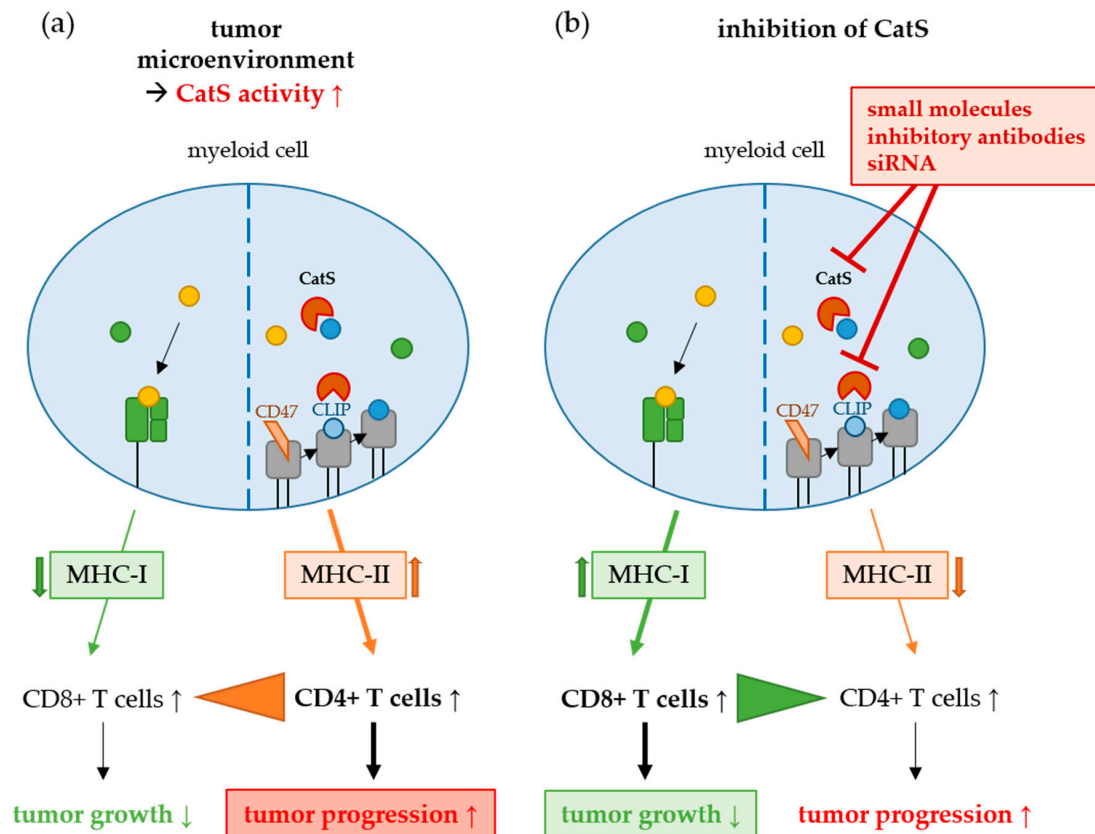 (a)
tumor
microenvironment
→ CatS activity ↑
myeloid cell
CatS
CD47
CLIP
MHC-I
MHC-II
CD8+ T cells ↑
CD4+ T cells ↑
tumor growth ↓
tumor progression ↑
(b)
inhibition of CatS
small molecules
inhibitory antibodies
siRNA
myeloid cell
CatS
CD47
CLIP
MHC-I
MHC-II
CD8+ T cells ↑
CD4+ T cells ↑
tumor growth ↓
tumor progression ↑